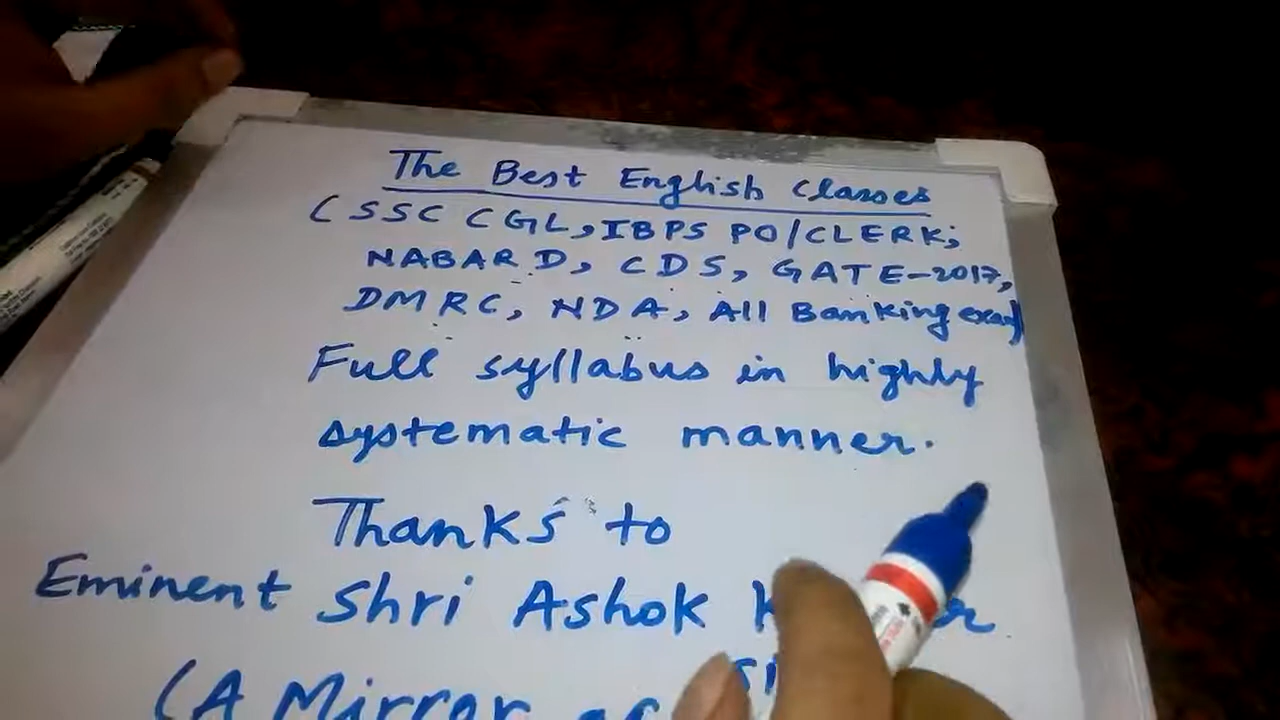 The Best English Classes
(SSC CGL, IBPS PO/CLERK,
NABARD, CDS, GATE-2017,
DMRC, NDA, All Banking exam)
Full syllabus in highly
systematic manner.
Thanks to
Eminent Shri Ashok
(A Mirror of